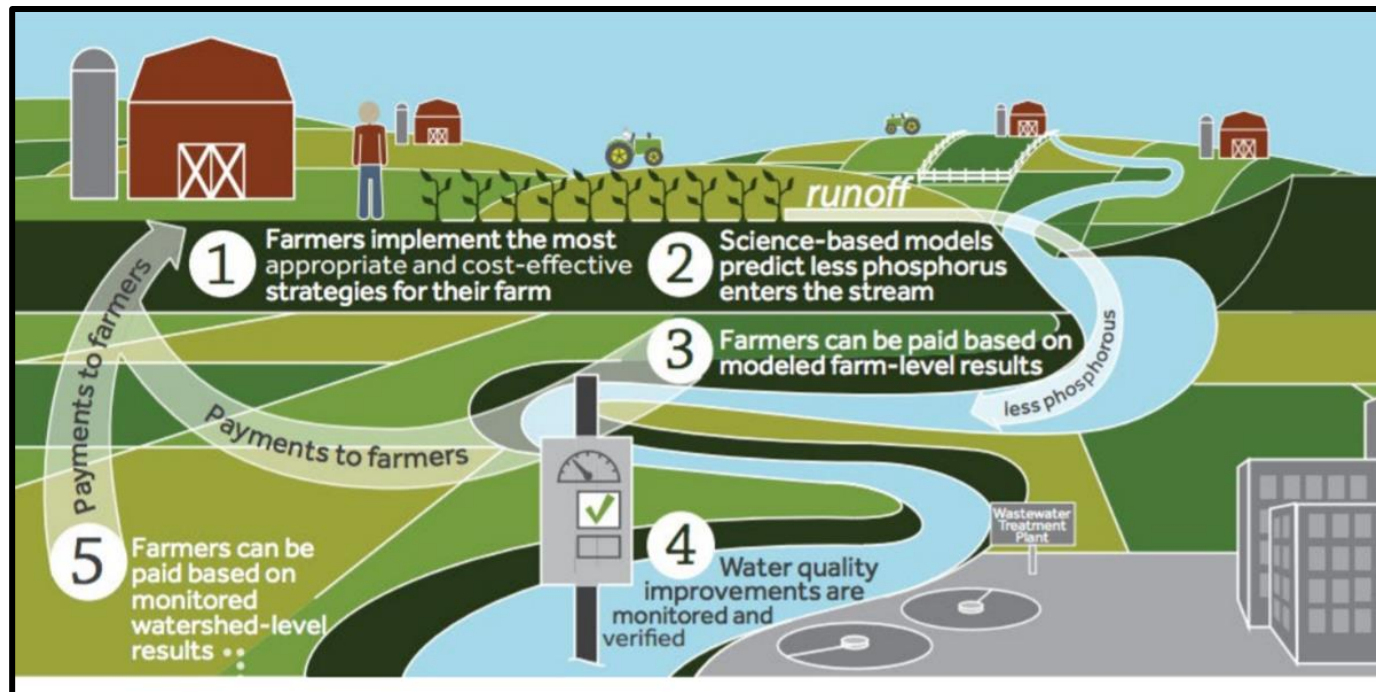 runoff
1
Farmers implement the most
appropriate and cost-effective
strategies for their farm
2
Science-based models
predict less phosphorus
enters the stream
less phosphorous
3
Farmers can be paid based on
modeled farm-level results
Payments to farmers
Payments to farmers
4
Water quality
improvements are
monitored and
verified
Wastewater
Treatment
Plant
5
Farmers can be
paid based on
monitored
watershed-level
results